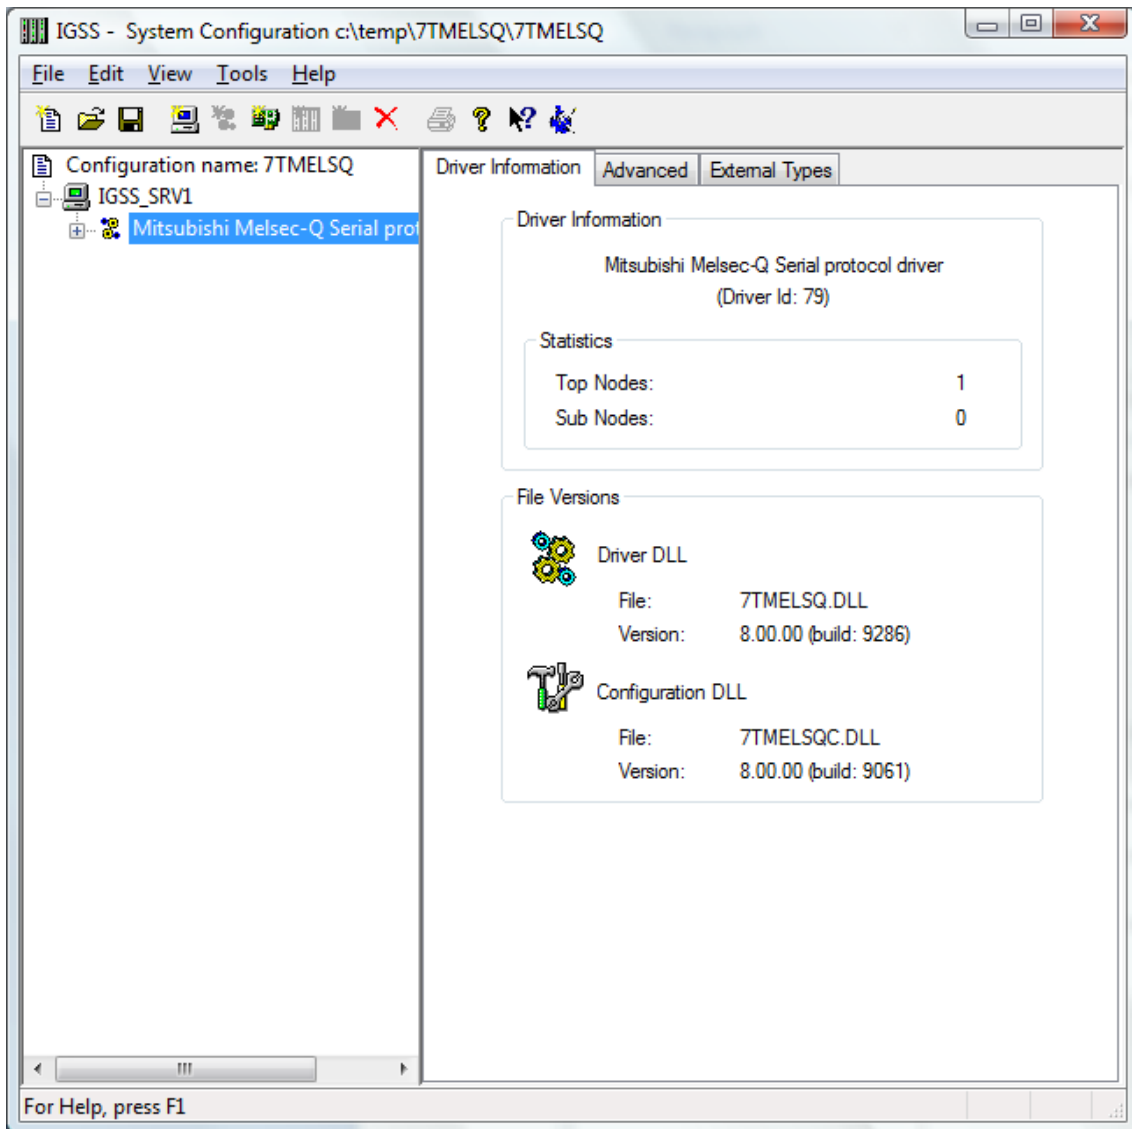 IGSS - System Configuration c:\temp\7TMELSQ\7TMELSQ
File Edit View Tools Help
Configuration name: 7TMELSQ
IGSS_SRV1
Mitsubishi Melsec-Q Serial prot
Driver Information Advanced External Types
Driver Information
Mitsubishi Melsec-Q Serial protocol driver
(Driver Id: 79)
Statistics
Top Nodes: 1
Sub Nodes: 0
File Versions
Driver DLL
File: 7TMELSQ.DLL
Version: 8.00.00 (build: 9286)
Configuration DLL
File: 7TMELSQC.DLL
Version: 8.00.00 (build: 9061)
For Help, press F1